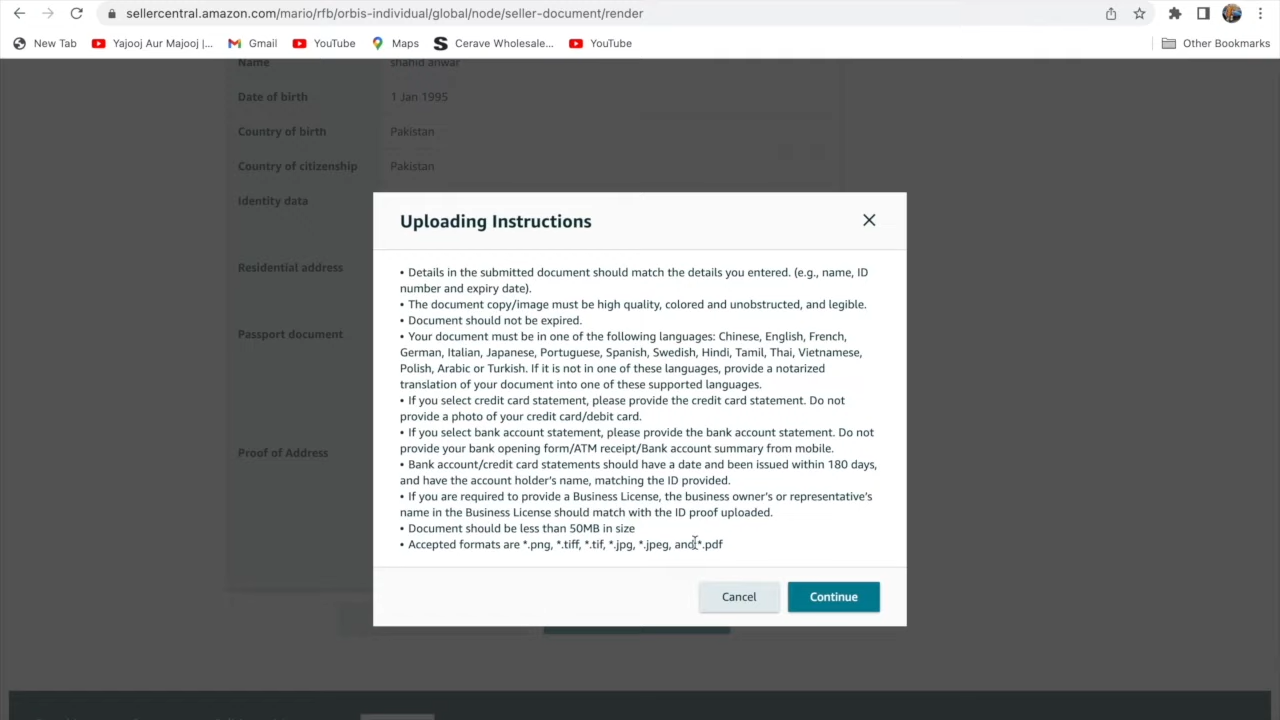 sellercentral.amazon.com/mario/rfb/orbis-individual/global/node/seller-document/render
New Tab
Yajooj Aur Majooj |...
Gmail
YouTube
Maps
Cerave Wholesale...
YouTube
Other Bookmarks
Name shahid anwar
Date of birth 1 Jan 1995
Country of birth Pakistan
Country of citizenship Pakistan
Identity data
Residential address
Passport document
Proof of Address
Uploading Instructions
• Details in the submitted document should match the details you entered. (e.g., name, ID
number and expiry date).
• The document copy/image must be high quality, colored and unobstructed, and legible.
• Document should not be expired.
• Your document must be in one of the following languages: Chinese, English, French,
German, Italian, Japanese, Portuguese, Spanish, Swedish, Hindi, Tamil, Thai, Vietnamese,
Polish, Arabic or Turkish. If it is not in one of these languages, provide a notarized
translation of your document into one of these supported languages.
• If you select credit card statement, please provide the credit card statement. Do not
provide a photo of your credit card/debit card.
• If you select bank account statement, please provide the bank account statement. Do not
provide your bank opening form/ATM receipt/Bank account summary from mobile.
• Bank account/credit card statements should have a date and been issued within 180 days,
and have the account holder's name, matching the ID provided.
• If you are required to provide a Business License, the business owner's or representative's
name in the Business License should match with the ID proof uploaded.
• Document should be less than 50MB in size
• Accepted formats are *.png, *.tiff, *.tif, *.jpg, *.jpeg, and *.pdf
Cancel
Continue